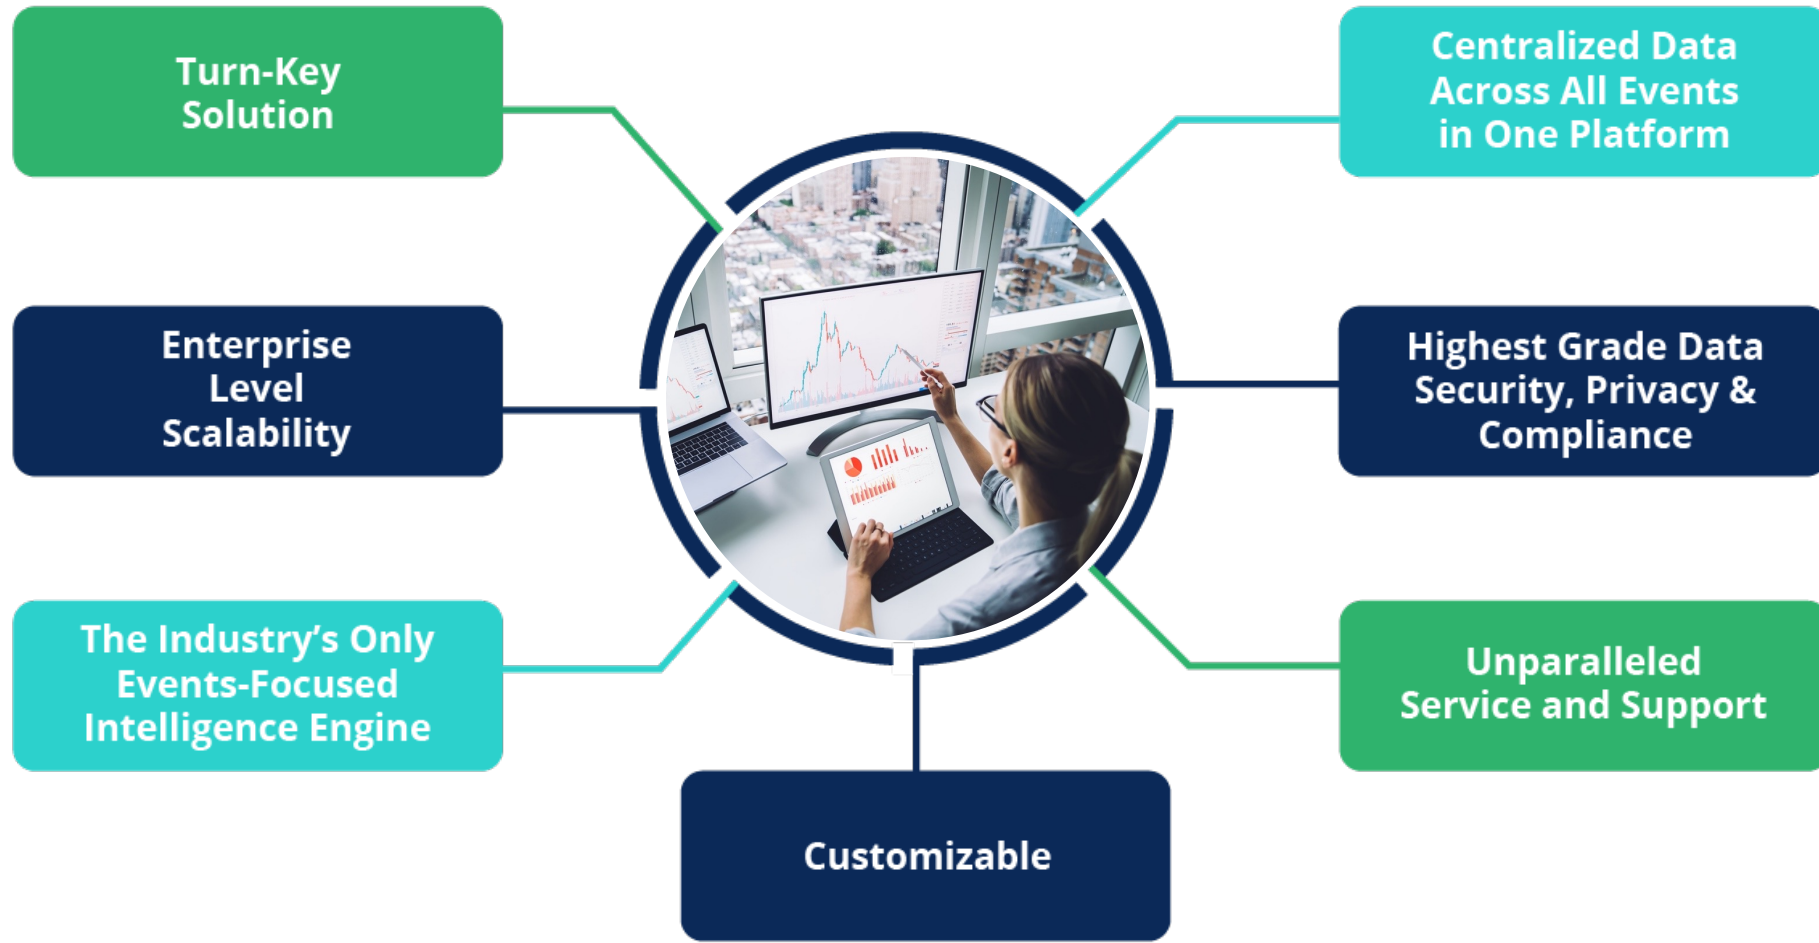 Turn-Key
Solution
Centralized Data
Across All Events
in One Platform
Enterprise
Level
Scalability
Highest Grade Data
Security, Privacy &
Compliance
The Industry’s Only
Events-Focused
Intelligence Engine
Unparalleled
Service and Support
Customizable